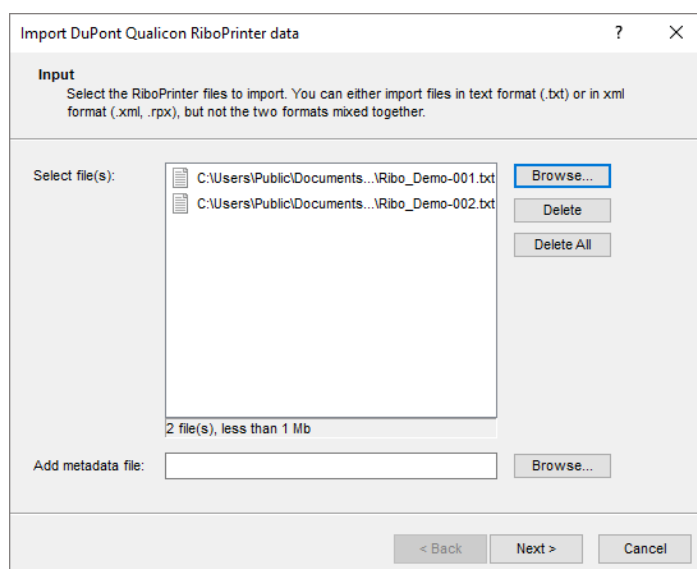 Import DuPont Qualicon RiboPrinter data ? ×
Input
Select the RiboPrinter files to import. You can either import files in text format (.txt) or in xml
format (.xml, .rpx), but not the two formats mixed together.
Select file(s):
C:\Users\Public\Documents...\Ribo_Demo-001.txt
C:\Users\Public\Documents...\Ribo_Demo-002.txt
Browse...
Delete
Delete All
2 file(s), less than 1 Mb
Add metadata file:
Browse...
< Back
Next >
Cancel